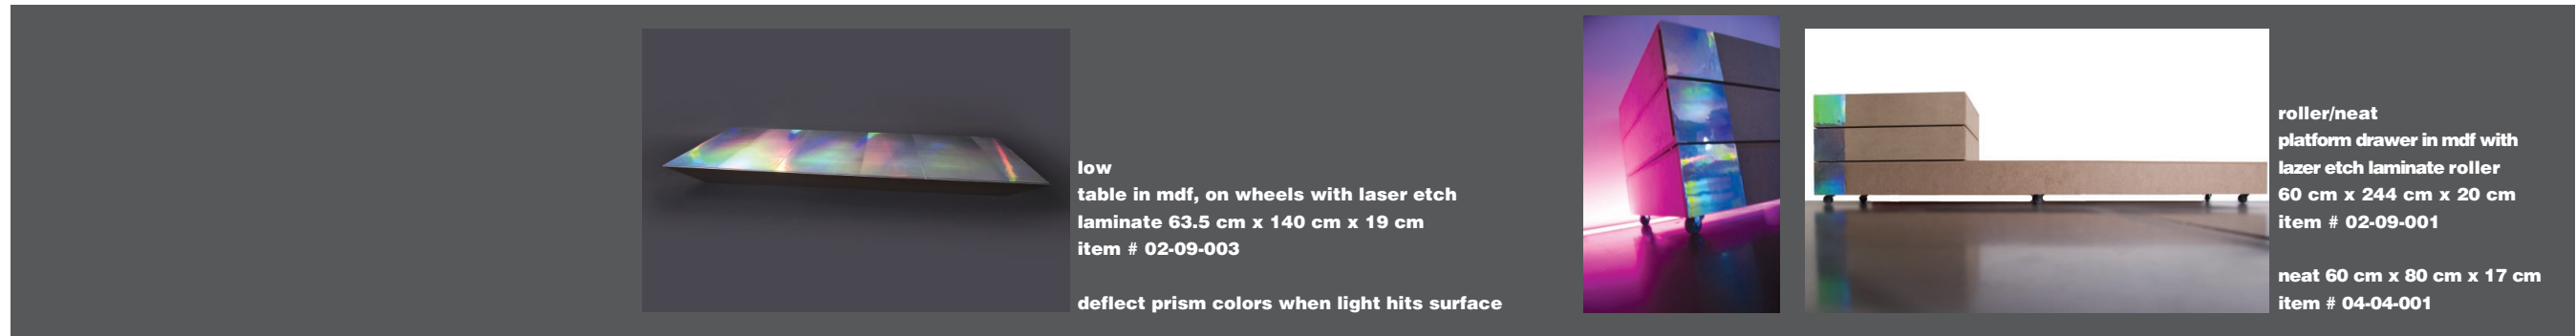 low
table in mdf, on wheels with laser etch
laminate 63.5 cm x 140 cm x 19 cm
item # 02-09-003
deflect prism colors when light hits surface
roller/neat
platform drawer in mdf with
lazer etch laminate roller
60 cm x 244 cm x 20 cm
item # 02-09-001
neat 60 cm x 80 cm x 17 cm
item # 04-04-001